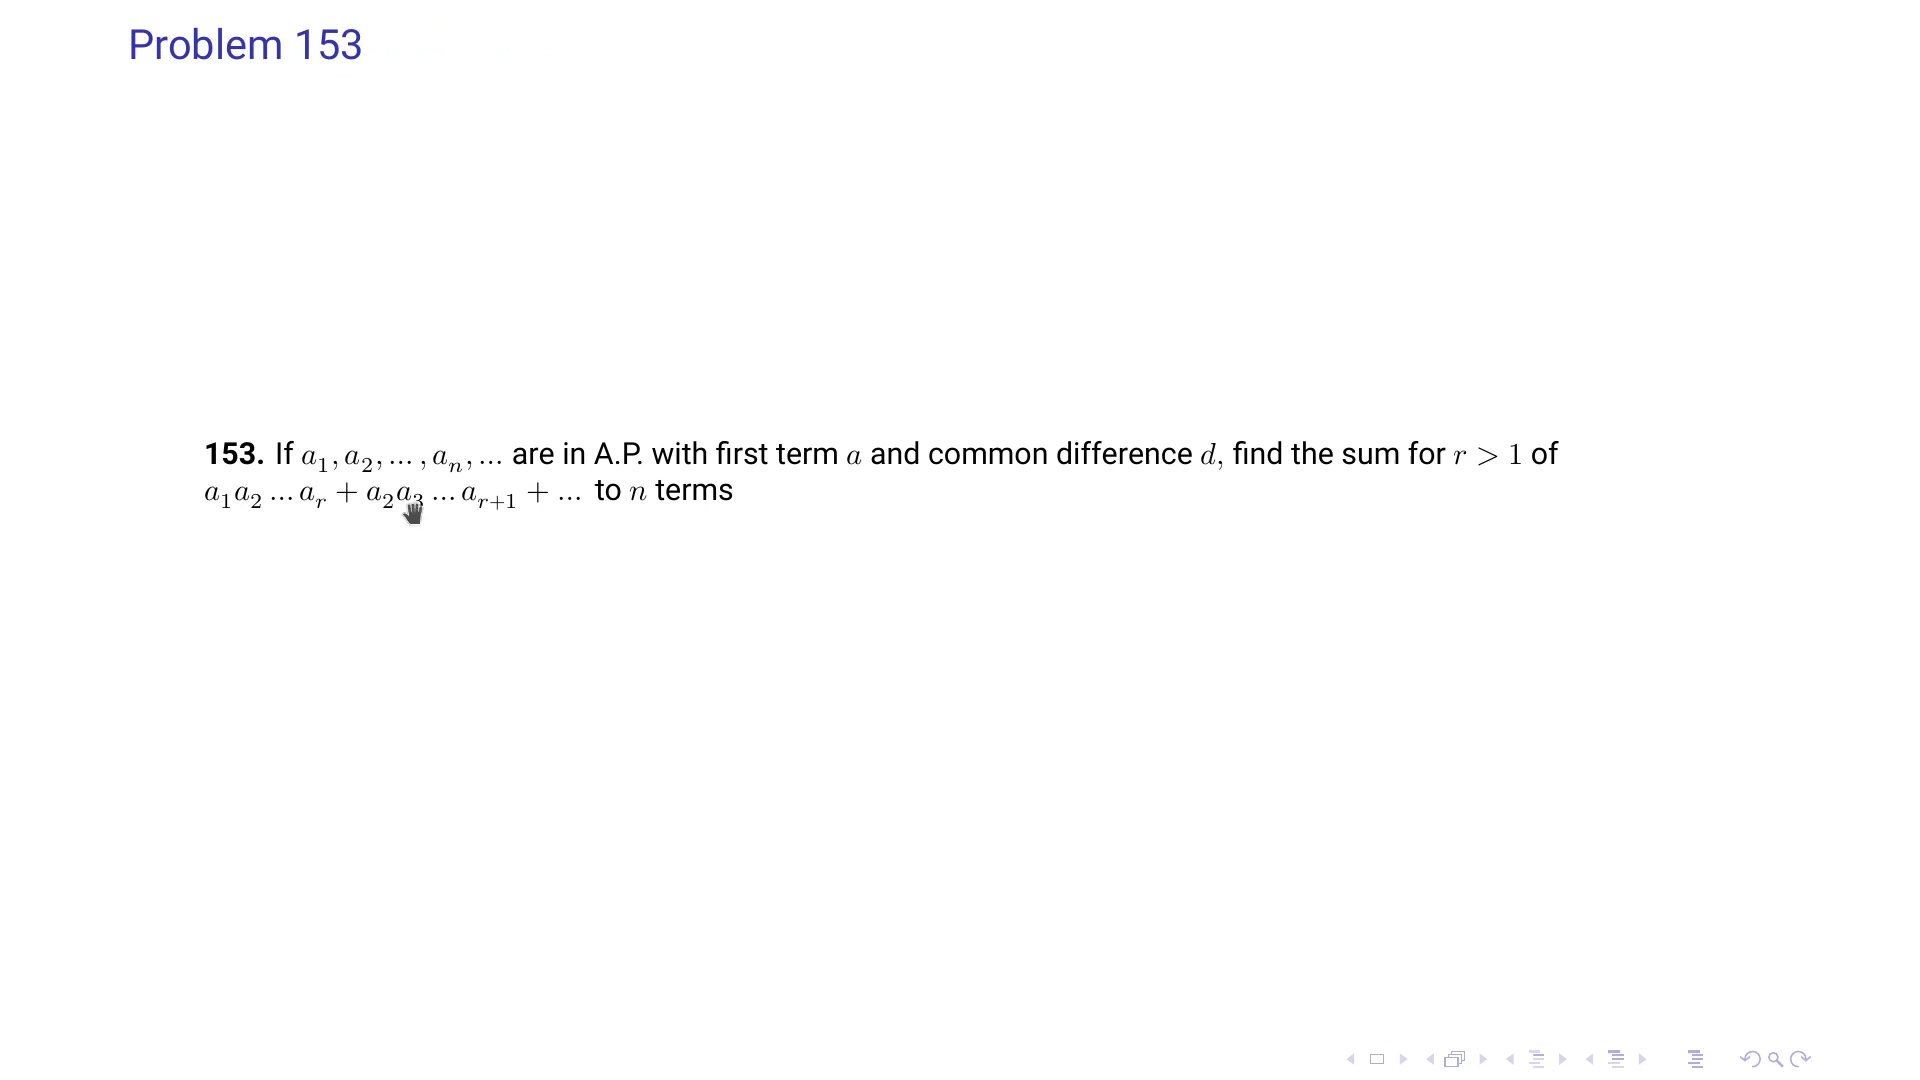 Problem 153
153. If a₁, a₂, ... , aₙ, ... are in A.P. with first term a and common difference d, find the sum for r > 1 of
a₁a₂ ... aᵣ + a₂a₃ ... aᵣ₊₁ + ... to n terms